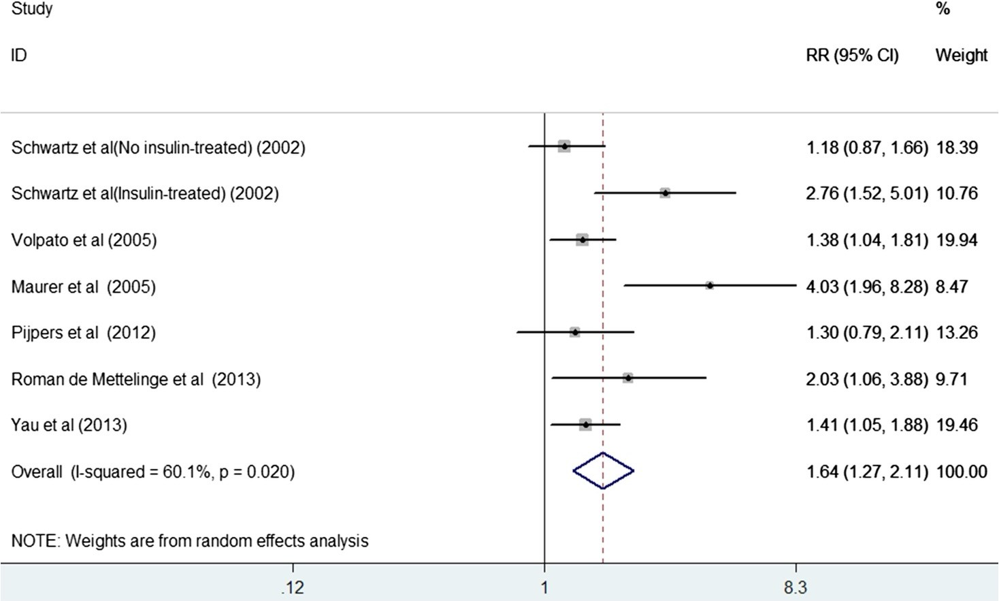 Study %
ID RR (95% CI) Weight
Schwartz et al(No insulin-treated) (2002) 1.18 (0.87, 1.66) 18.39
Schwartz et al(Insulin-treated) (2002) 2.76 (1.52, 5.01) 10.76
Volpato et al (2005) 1.38 (1.04, 1.81) 19.94
Maurer et al (2005) 4.03 (1.96, 8.28) 8.47
Pijpers et al (2012) 1.30 (0.79, 2.11) 13.26
Roman de Mettelinge et al (2013) 2.03 (1.06, 3.88) 9.71
Yau et al (2013) 1.41 (1.05, 1.88) 19.46
Overall (I-squared = 60.1%, p = 0.020) 1.64 (1.27, 2.11) 100.00
NOTE: Weights are from random effects analysis
.12 1 8.3